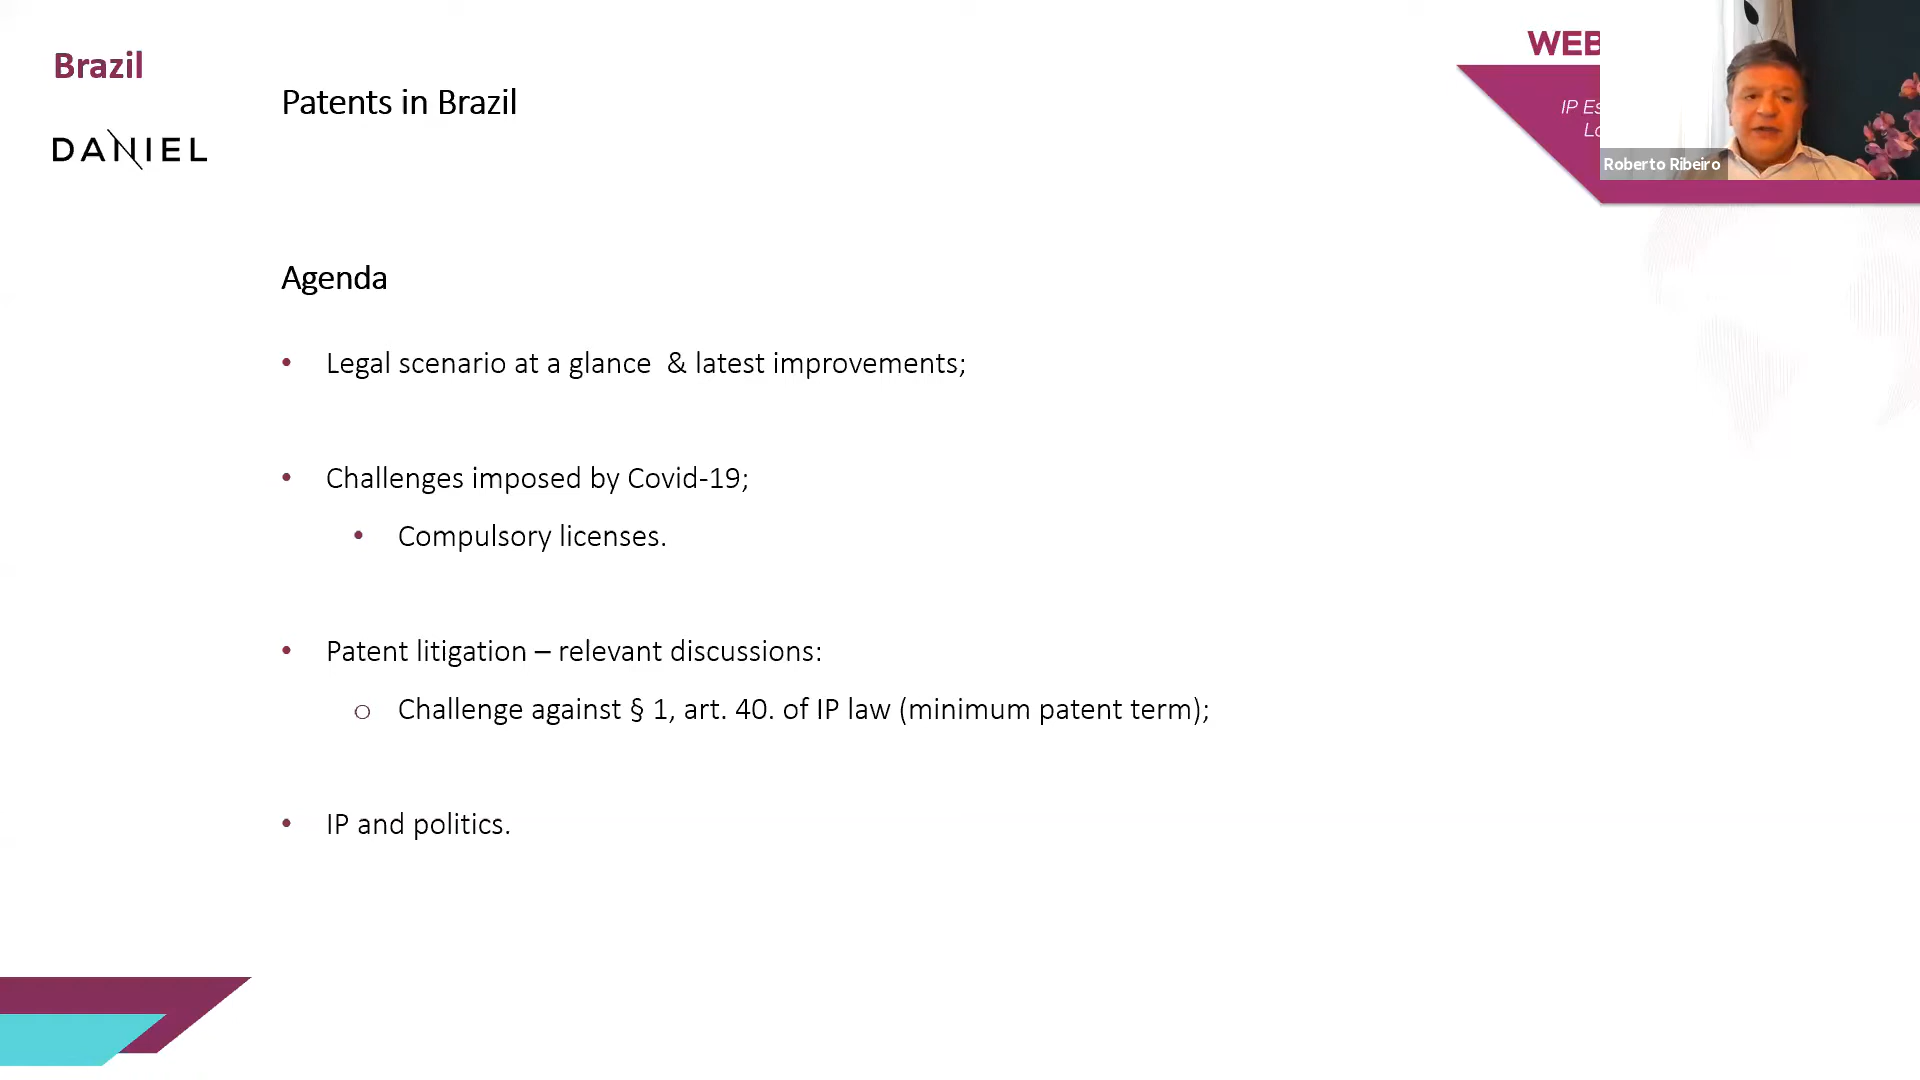 Brazil
DANIEL
Patents in Brazil
WEB
IP Es
Lo
Roberto Ribeiro
Agenda
• Legal scenario at a glance  & latest improvements;
• Challenges imposed by Covid-19;
• Compulsory licenses.
• Patent litigation – relevant discussions:
o Challenge against § 1, art. 40. of IP law (minimum patent term);
• IP and politics.